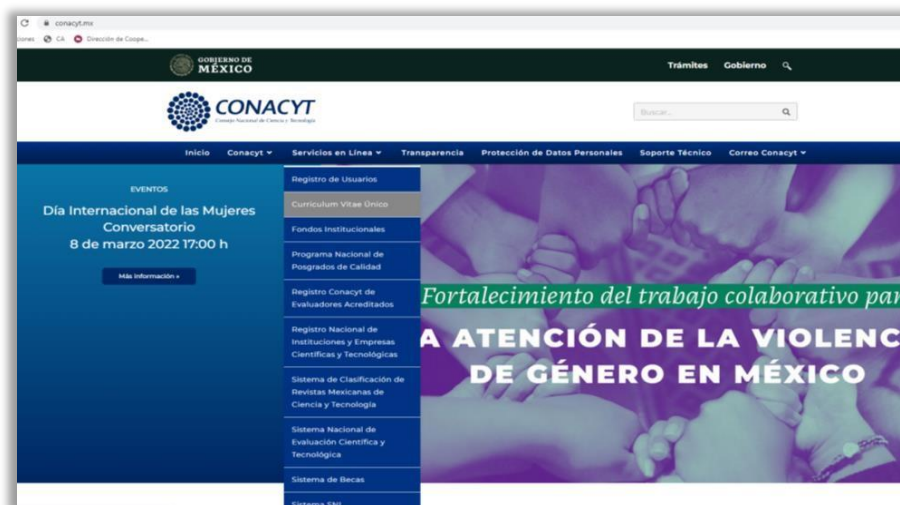 conacyt.mx
CA Dirección de Coope...
GOBIERNO DE
MÉXICO
Trámites Gobierno
CONACYT
Consejo Nacional de Ciencia y Tecnología
Buscar...
Inicio Conacyt Servicios en Línea Transparencia Protección de Datos Personales Soporte Técnico Correo Conacyt
EVENTOS
Día Internacional de las Mujeres
Conversatorio
8 de marzo 2022 17:00 h
Más información »
Registro de Usuarios
Curriculum Vitae Único
Fondos Institucionales
Programa Nacional de
Posgrados de Calidad
Registro Conacyt de
Evaluadores Acreditados
Registro Nacional de
Instituciones y Empresas
Científicas y Tecnológicas
Sistema de Clasificación de
Revistas Mexicanas de
Ciencia y Tecnología
Sistema Nacional de
Evaluación Científica y
Tecnológica
Sistema de Becas
Sistema SNI
Fortalecimiento del trabajo colaborativo par
A ATENCIÓN DE LA VIOLENC
DE GÉNERO EN MÉXICO